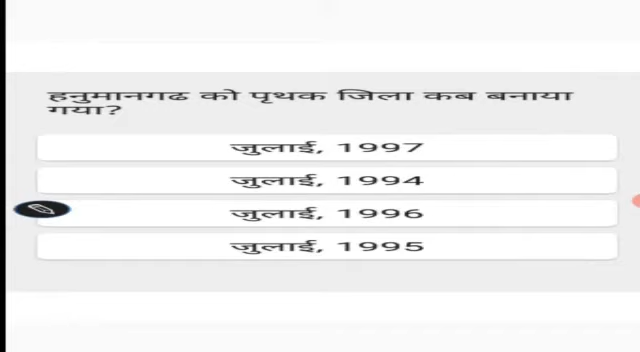 हनुमानगढ को पृथक जिला कब बनाया
गया?
जुलाई, 1997
जुलाई, 1994
जुलाई, 1996
जुलाई, 1995